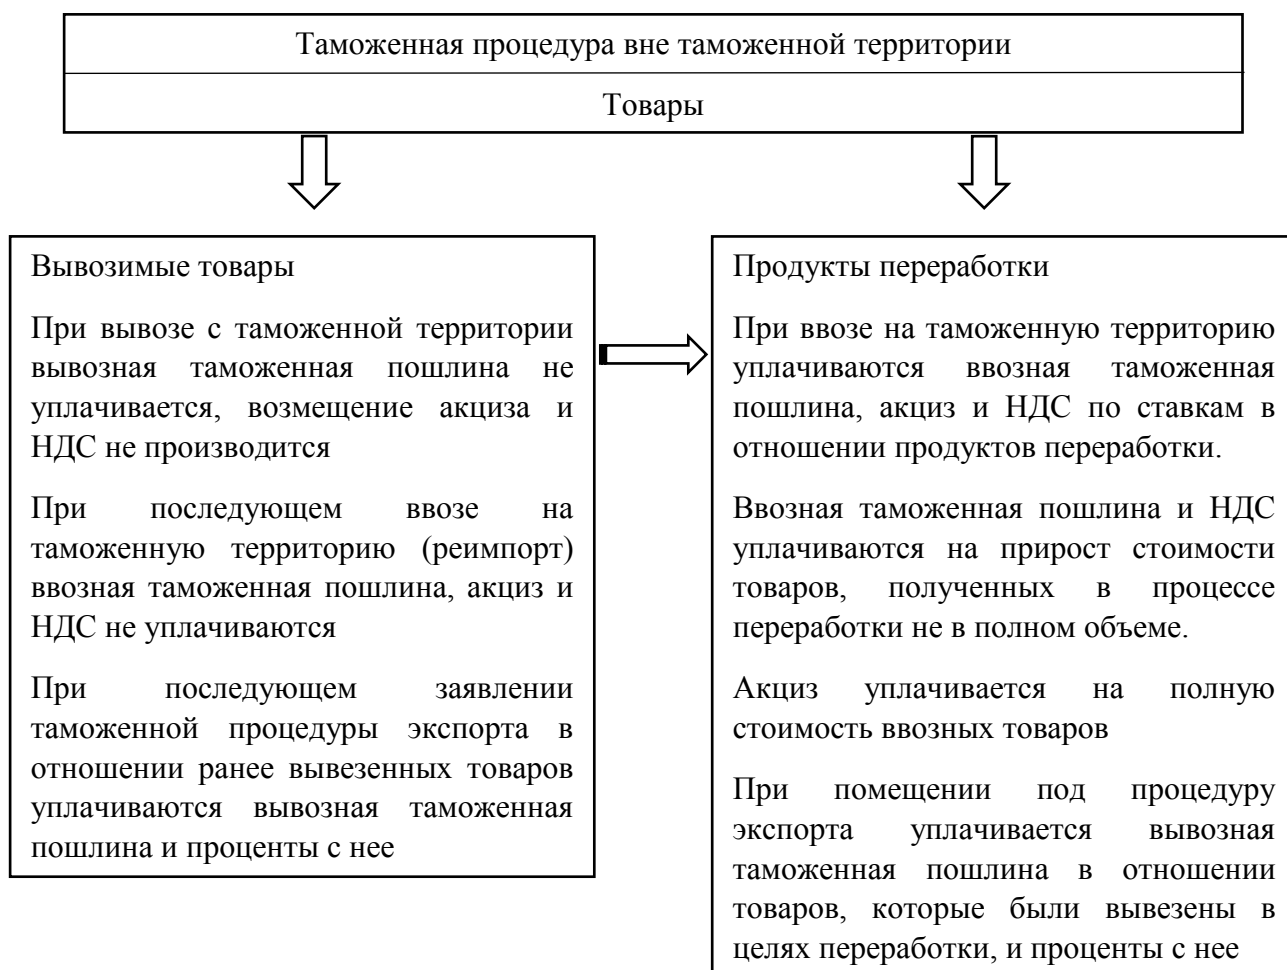 Таможенная процедура вне таможенной территории
Товары
Вывозимые товары
При вывозе с таможенной территории
вывозная таможенная пошлина не
уплачивается, возмещение акциза и
НДС не производится
При последующем ввозе на
таможенную территорию (реимпорт)
ввозная таможенная пошлина, акциз и
НДС не уплачиваются
При последующем заявлении
таможенной процедуры экспорта в
отношении ранее вывезенных товаров
уплачиваются вывозная таможенная
пошлина и проценты с нее
Продукты переработки
При ввозе на таможенную территорию
уплачиваются ввозная таможенная
пошлина, акциз и НДС по ставкам в
отношении продуктов переработки.
Ввозная таможенная пошлина и НДС
уплачиваются на прирост стоимости
товаров, полученных в процессе
переработки не в полном объеме.
Акциз уплачивается на полную
стоимость ввозных товаров
При помещении под процедуру
экспорта уплачивается вывозная
таможенная пошлина в отношении
товаров, которые были вывезены в
целях переработки, и проценты с нее